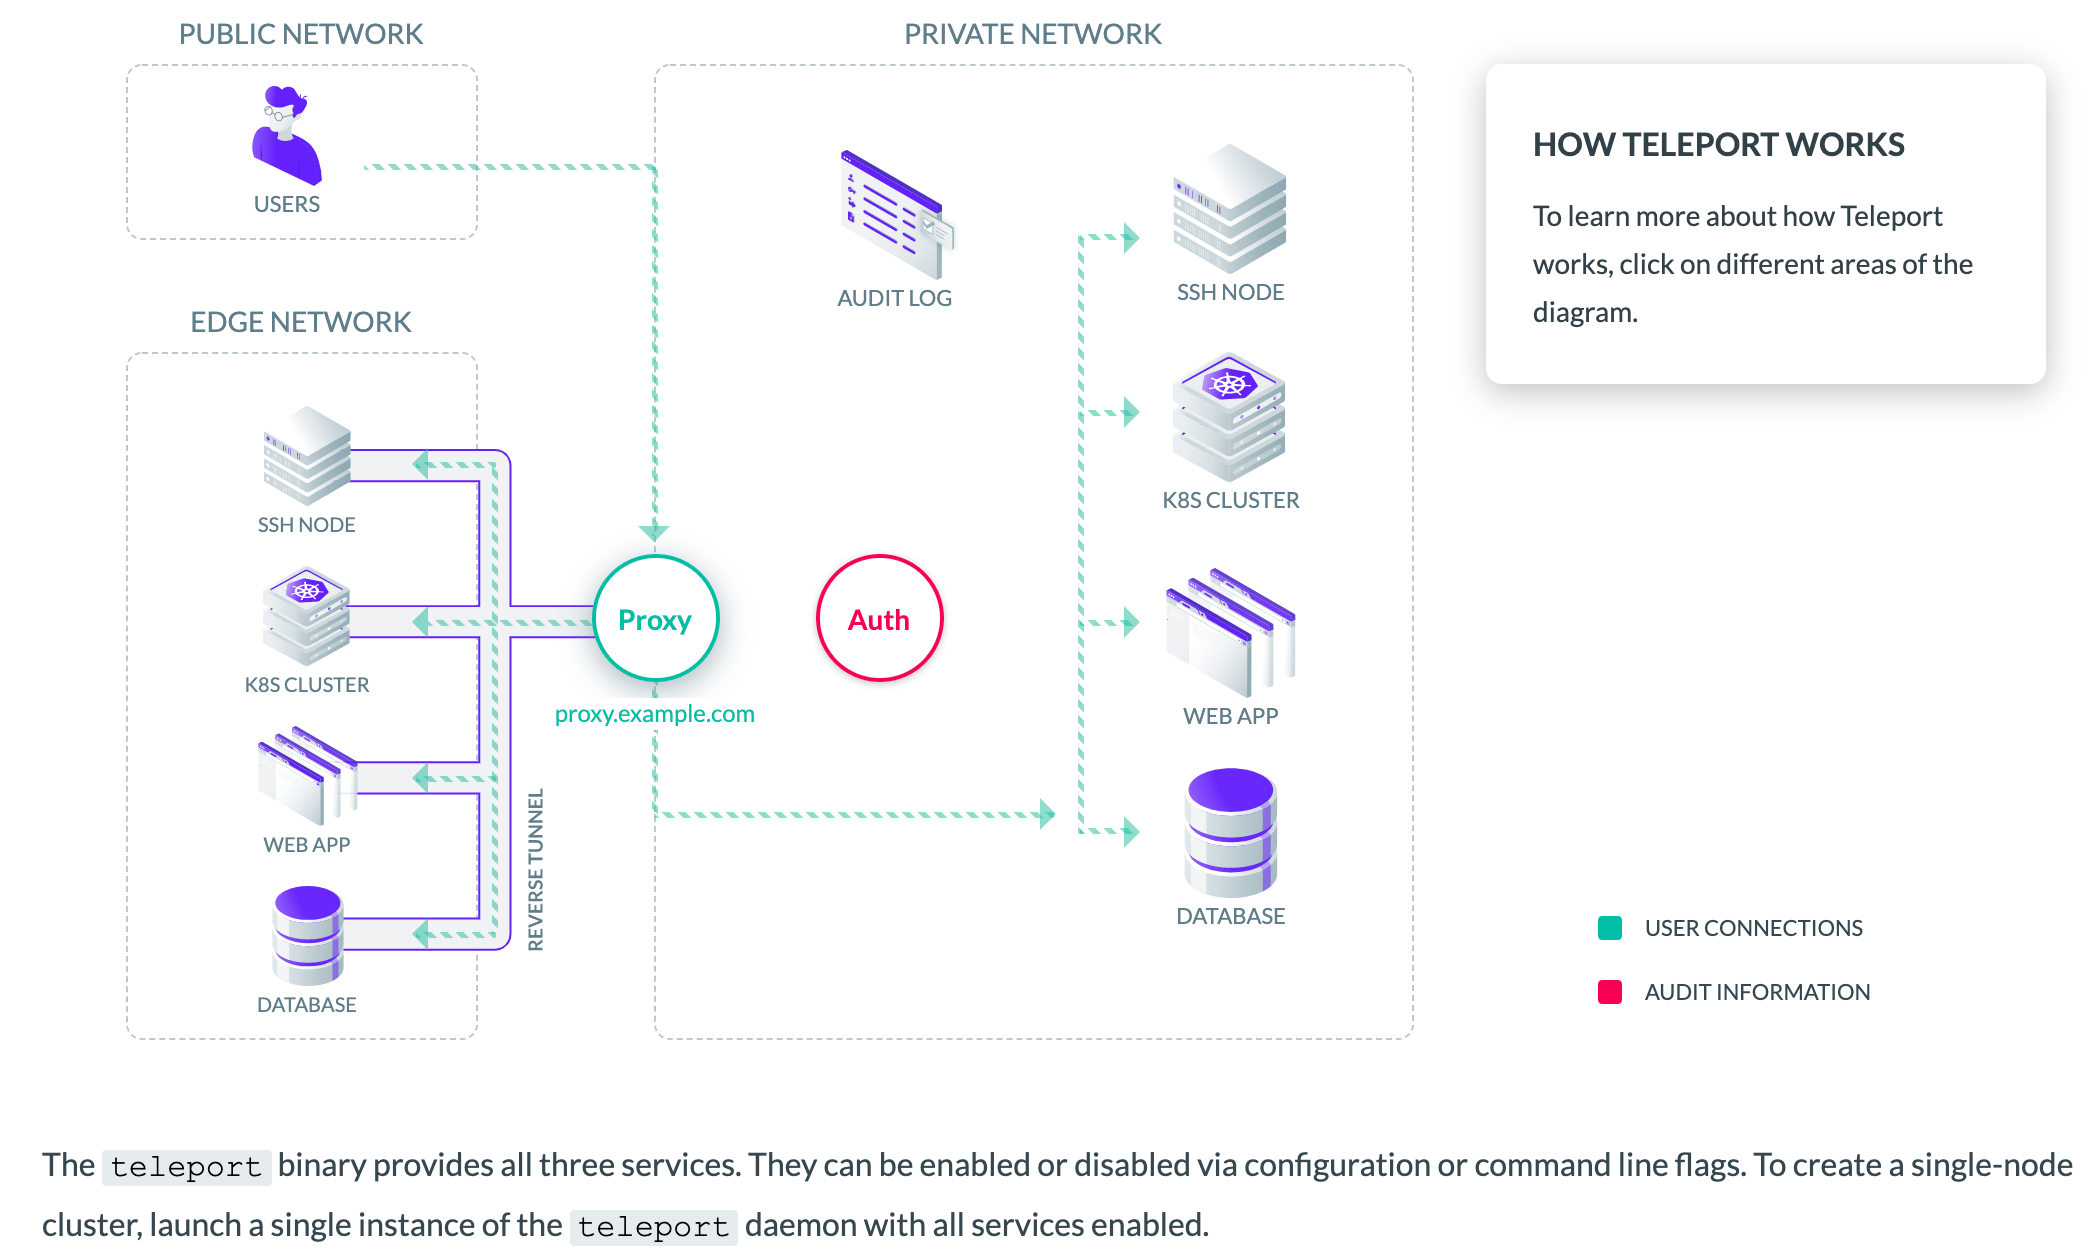 PUBLIC NETWORK
USERS
EDGE NETWORK
SSH NODE
K8S CLUSTER
WEB APP
DATABASE
REVERSE TUNNEL
PRIVATE NETWORK
AUDIT LOG
Proxy
proxy.example.com
Auth
SSH NODE
K8S CLUSTER
WEB APP
DATABASE
HOW TELEPORT WORKS
To learn more about how Teleport
works, click on different areas of the
diagram.
USER CONNECTIONS
AUDIT INFORMATION
The teleport binary provides all three services. They can be enabled or disabled via configuration or command line flags. To create a single-node
cluster, launch a single instance of the teleport daemon with all services enabled.